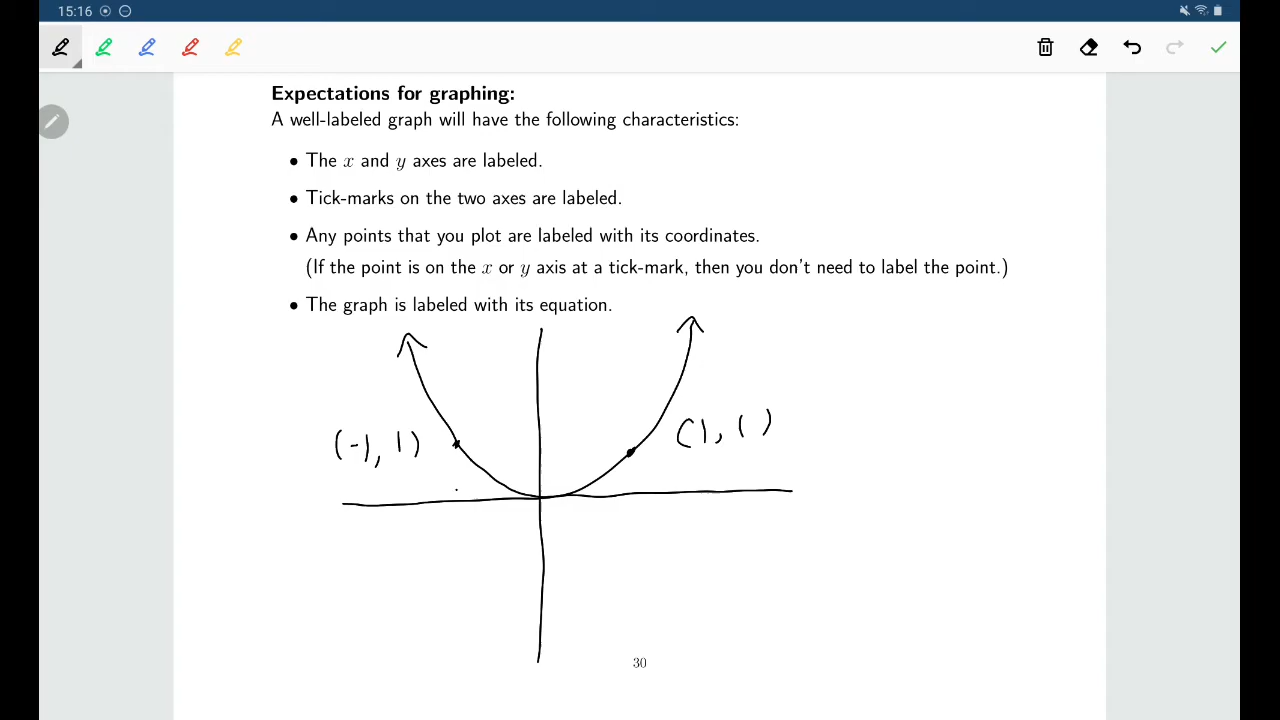 15:16
Expectations for graphing:
A well-labeled graph will have the following characteristics:
• The x and y axes are labeled.
• Tick-marks on the two axes are labeled.
• Any points that you plot are labeled with its coordinates.
(If the point is on the x or y axis at a tick-mark, then you don't need to label the point.)
• The graph is labeled with its equation.
(-1, 1)
(1, 1)
30